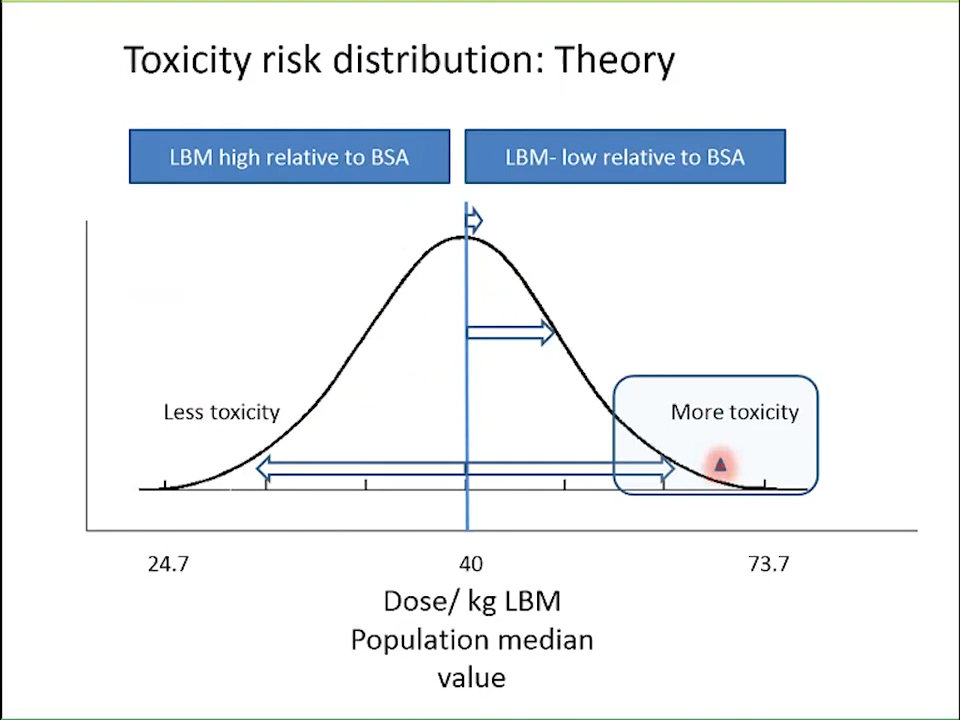 Toxicity risk distribution: Theory
LBM high relative to BSA
LBM- low relative to BSA
Less toxicity
More toxicity
24.7
40
73.7
Dose/ kg LBM
Population median
value